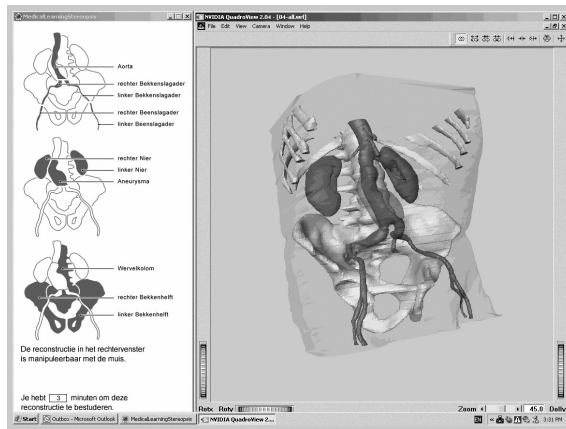 MedicalLearningStereopsis
Aorta
rechter Bekkenslagader
linker Bekkenslagader
rechter Beenslagader
linker Beenslagader
rechter Nier
linker Nier
Aneurysma
Wervelkolom
rechter Bekkenhelft
linker Bekkenhelft
De reconstructie in het rechtervenster
is manipuleerbaar met de muis.
Je hebt 3 minuten om deze
reconstructie te bestuderen.
NVIDIA QuadroView 2.04 - [04-all.wrl]
File Edit View Camera Window Help
Rotx Roty Zoom 45.0 Dolly
Start Outbox - Microsoft Outlook MedicalLearningStereopsis NVIDIA QuadroView 2.... EN 3:31 PM